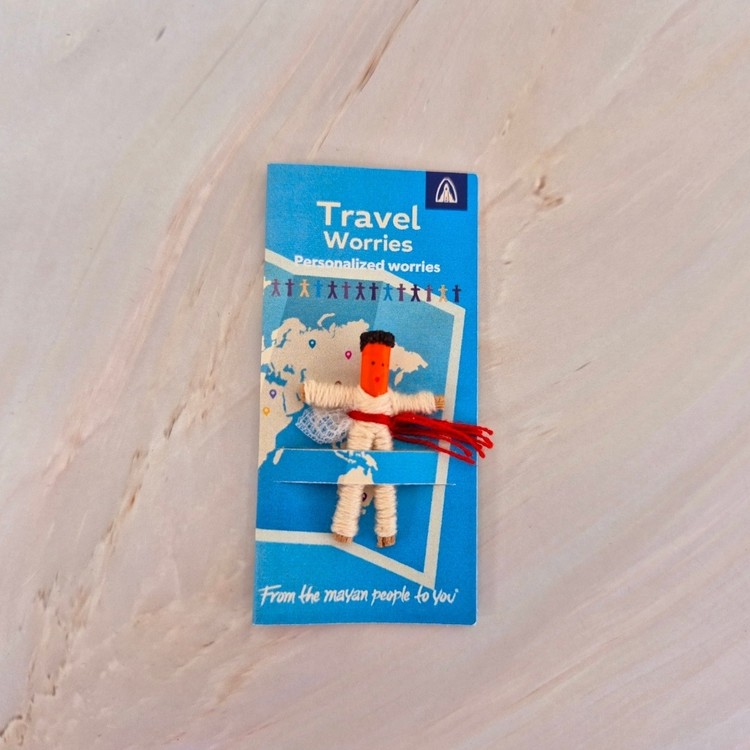 Travel
Worries
Personalized worries
From the mayan people to you